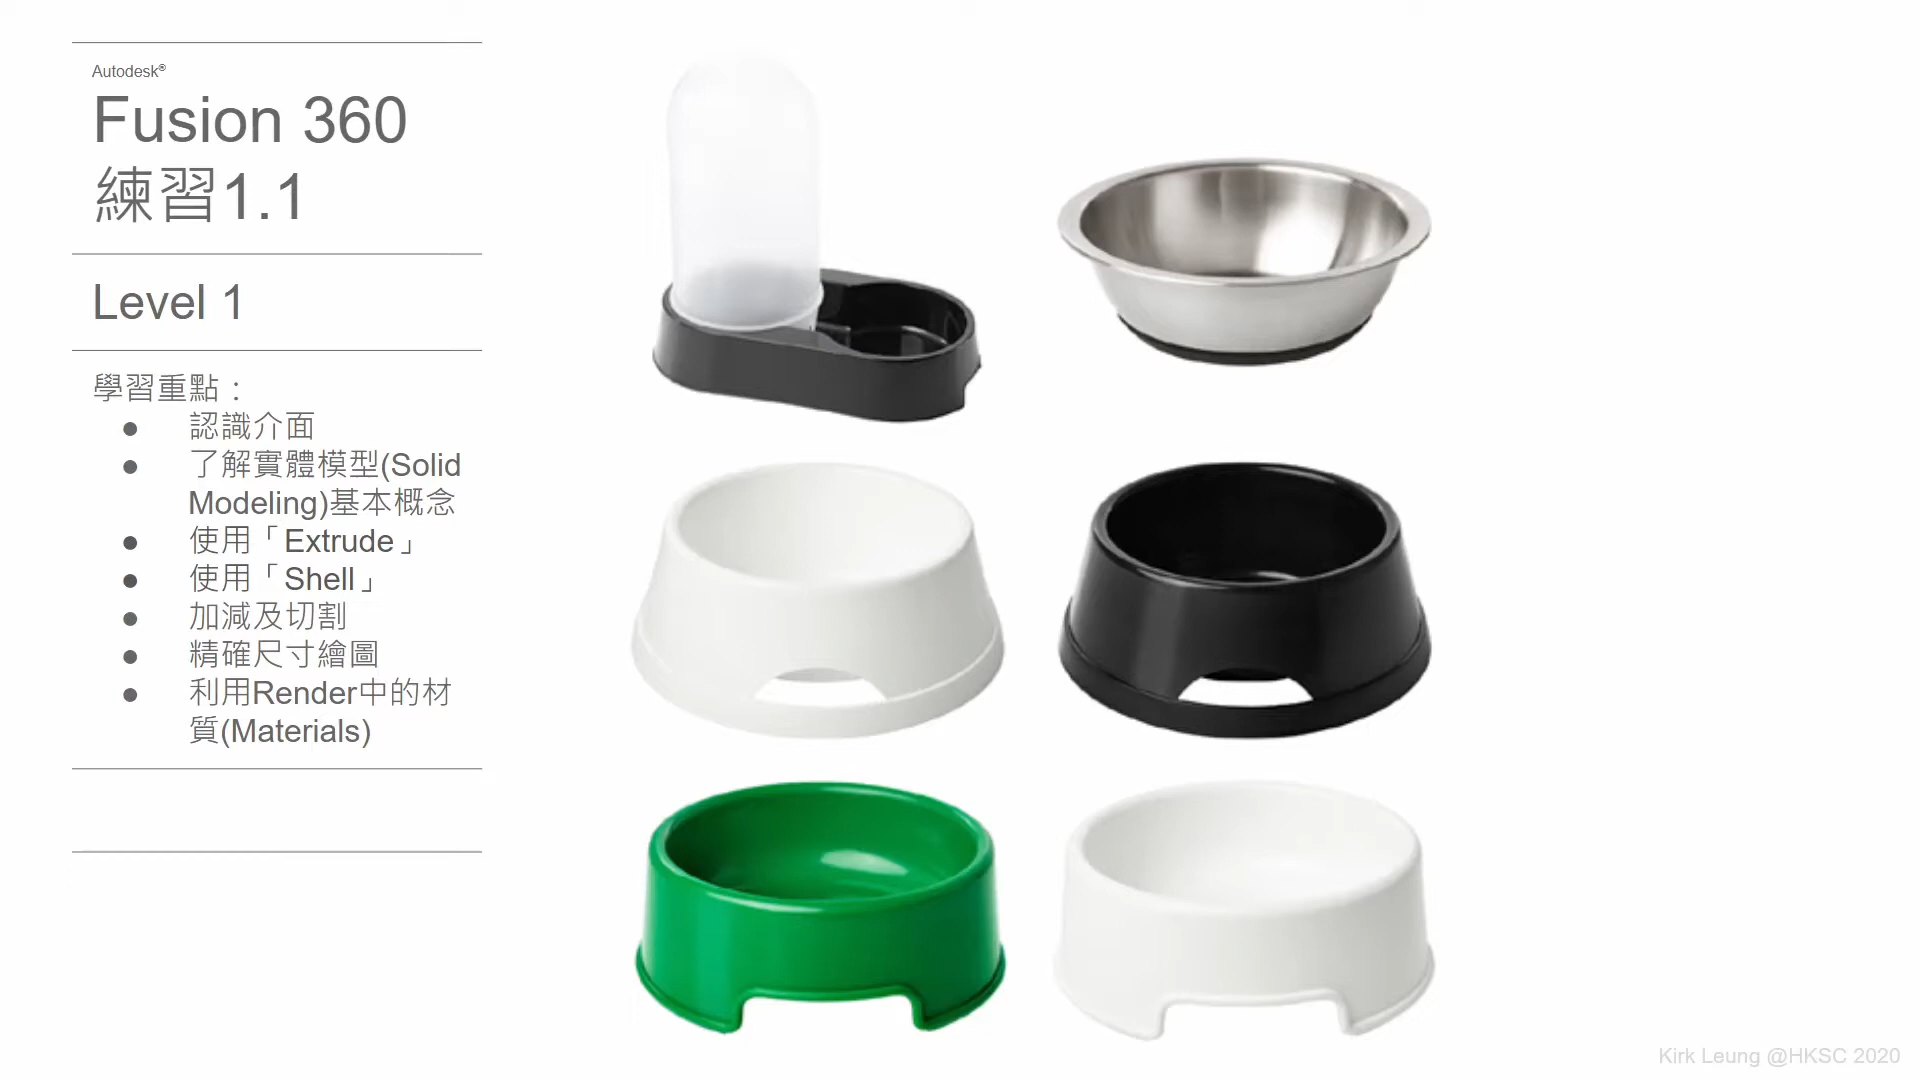 Autodesk®
Fusion 360
練習1.1
Level 1
學習重點：
● 認識介面
● 了解實體模型(Solid
Modeling)基本概念
● 使用「Extrude」
● 使用「Shell」
● 加減及切割
● 精確尺寸繪圖
● 利用Render中的材
質(Materials)
Kirk Leung @HKSC 2020